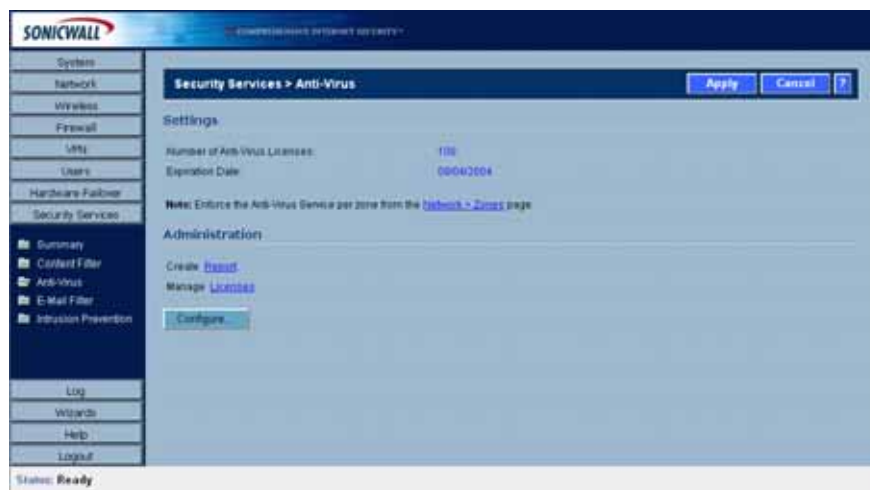 SONICWALL
COMPREHENSIVE INTERNET SECURITY™
System
Network
Wireless
Firewall
VPN
Users
Hardware Failover
Security Services
Summary
Content Filter
Anti-Virus
E-Mail Filter
Intrusion Prevention
Log
Wizards
Help
Logout
Security Services > Anti-Virus
Apply Cancel ?
Settings
Number of Anti-Virus Licenses: 100
Expiration Date:
Note: Enforce the Anti-Virus Service per zone from the Network > Zones page
Administration
Create Report
Manage Licenses
Configure...
Status: Ready